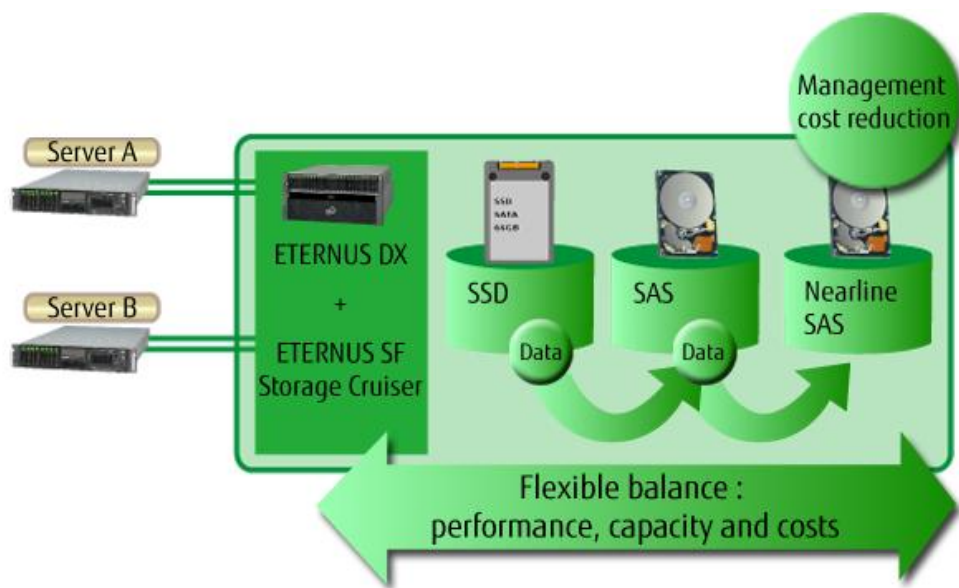 Management
cost reduction
Server A
Server B
ETERNUS DX
+
ETERNUS SF
Storage Cruiser
SSD
SATA
64GB
SSD
SAS
Nearline
SAS
Data
Data
Flexible balance :
performance, capacity and costs